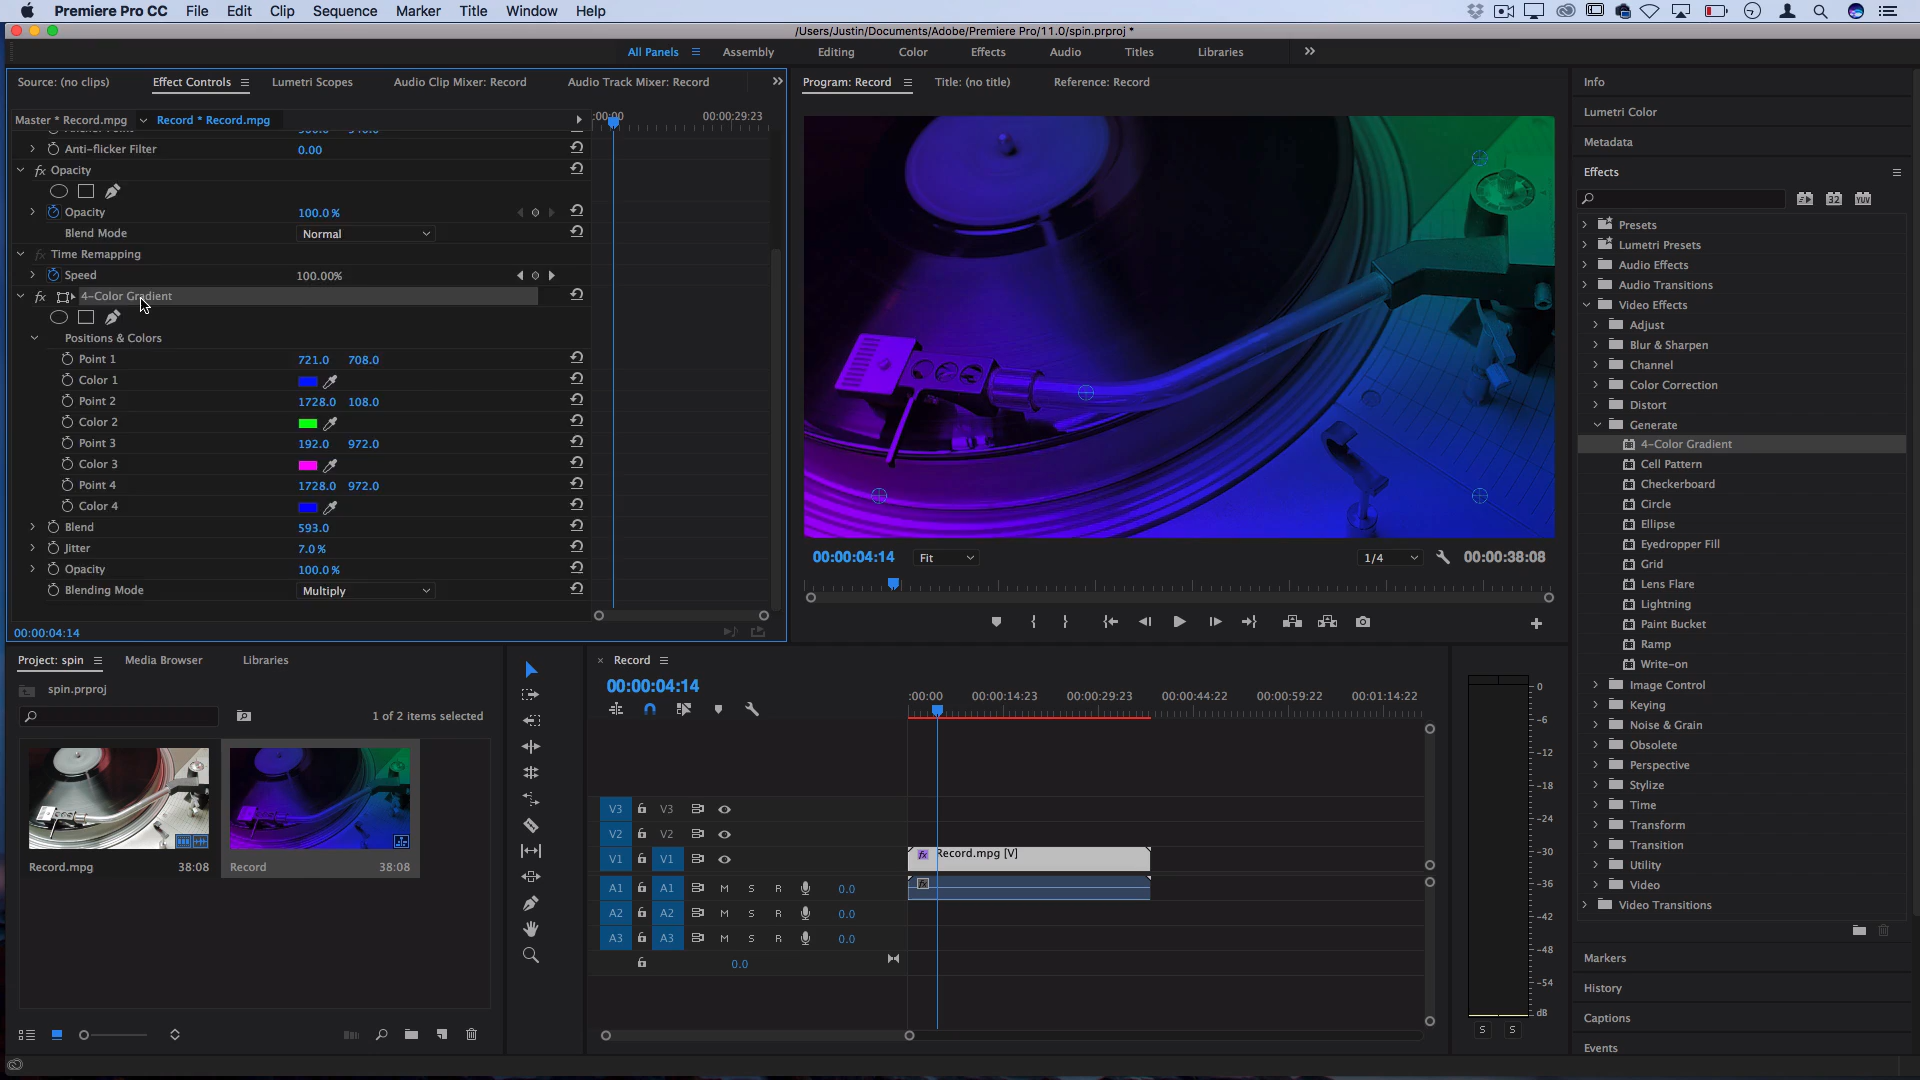 Premiere Pro CC File Edit Clip Sequence Marker Title Window Help
/Users/Justin/Documents/Adobe/Premiere Pro/11.0/spin.prproj *
All Panels Assembly Editing Color Effects Audio Titles Libraries
Source: (no clips) Effect Controls Lumetri Scopes Audio Clip Mixer: Record Audio Track Mixer: Record
Master * Record.mpg Record * Record.mpg
:00:00 00:00:29:23
Anti-flicker Filter 0.00
fx Opacity
Opacity 100.0 %
Blend Mode Normal
fx Time Remapping
Speed 100.00%
fx 4-Color Gradient
Positions & Colors
Point 1 721.0 708.0
Color 1
Point 2 1728.0 108.0
Color 2
Point 3 192.0 972.0
Color 3
Point 4 1728.0 972.0
Color 4
Blend 593.0
Jitter 7.0 %
Opacity 100.0 %
Blending Mode Multiply
00:00:04:14
Program: Record Title: (no title) Reference: Record
00:00:04:14 Fit 1/4 00:00:38:08
Info
Lumetri Color
Metadata
Effects
32 YUV
Presets
Lumetri Presets
Audio Effects
Audio Transitions
Video Effects
Adjust
Blur & Sharpen
Channel
Color Correction
Distort
Generate
4-Color Gradient
Cell Pattern
Checkerboard
Circle
Ellipse
Eyedropper Fill
Grid
Lens Flare
Lightning
Paint Bucket
Ramp
Write-on
Image Control
Keying
Noise & Grain
Obsolete
Perspective
Stylize
Time
Transform
Transition
Utility
Video
Video Transitions
Markers
History
Captions
Events
Project: spin Media Browser Libraries
spin.prproj
1 of 2 items selected
Record.mpg 38:08
Record 38:08
Record
00:00:04:14
:00:00 00:00:14:23 00:00:29:23 00:00:44:22 00:00:59:22 00:01:14:22
V3 V3
V2 V2
V1 V1 fx Record.mpg [V]
A1 A1 M S R 0.0
A2 A2 M S R 0.0
A3 A3 M S R 0.0
0.0
0
-6
-12
-18
-24
-30
-36
-42
-48
-54
dB
S S